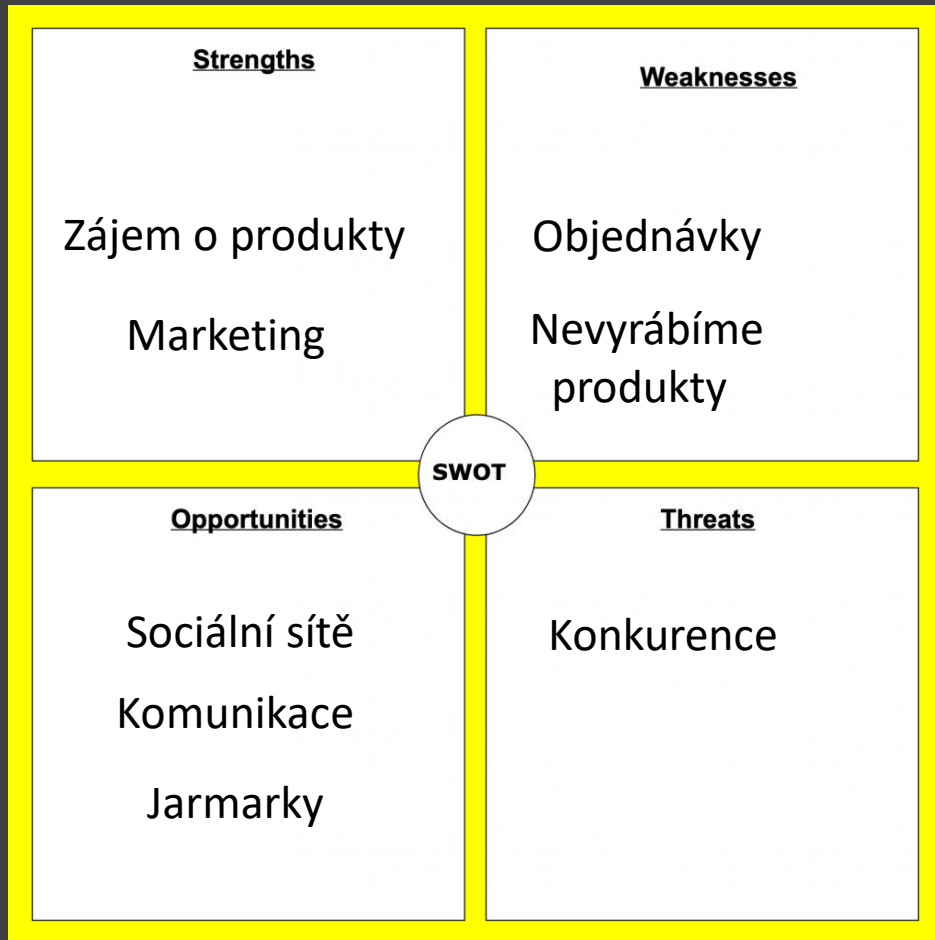 Strengths
Zájem o produkty
Marketing
Weaknesses
Objednávky
Nevyrábíme
produkty
SWOT
Opportunities
Sociální sítě
Komunikace
Jarmarky
Threats
Konkurence